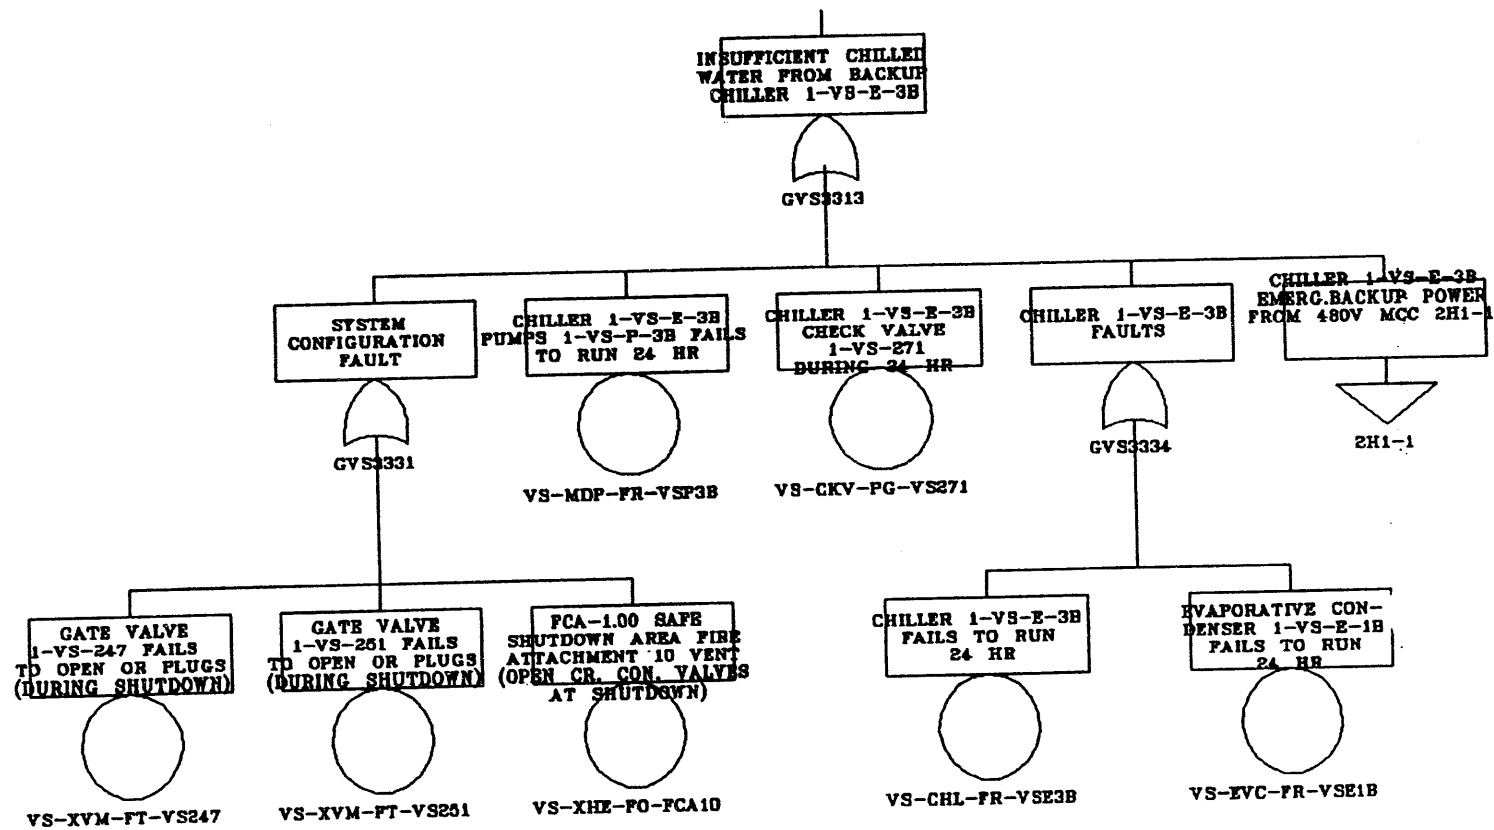 INSUFFICIENT CHILLED
WATER FROM BACKUP
CHILLER 1-VS-E-3B
GVS3313
SYSTEM
CONFIGURATION
FAULT
GVS3331
CHILLER 1-VS-E-3B
PUMPS 1-VS-P-3B FAILS
TO RUN 24 HR
VS-MDP-FR-VSP3B
CHILLER 1-VS-E-3B
CHECK VALVE
1-VS-271
DURING 24 HR
VS-CKV-PG-VS271
CHILLER 1-VS-E-3B
FAULTS
GVS3334
CHILLER 1-VS-E-3B
EMERG.BACKUP POWER
FROM 480V MCC 2H1-1
2H1-1
GATE VALVE
1-VS-247 FAILS
TO OPEN OR PLUGS
(DURING SHUTDOWN)
VS-XVM-FT-VS247
GATE VALVE
1-VS-251 FAILS
TO OPEN OR PLUGS
(DURING SHUTDOWN)
VS-XVM-FT-VS251
FCA-1.00 SAFE
SHUTDOWN AREA FIRE
ATTACHMENT 10 VENT
(OPEN CR. CON. VALVES
AT SHUTDOWN)
VS-XHE-FO-FCA10
CHILLER 1-VS-E-3B
FAILS TO RUN
24 HR
VS-CHL-FR-VSE3B
EVAPORATIVE CON-
DENSER 1-VS-E-1B
FAILS TO RUN
24 HR
VS-EVC-FR-VSE1B